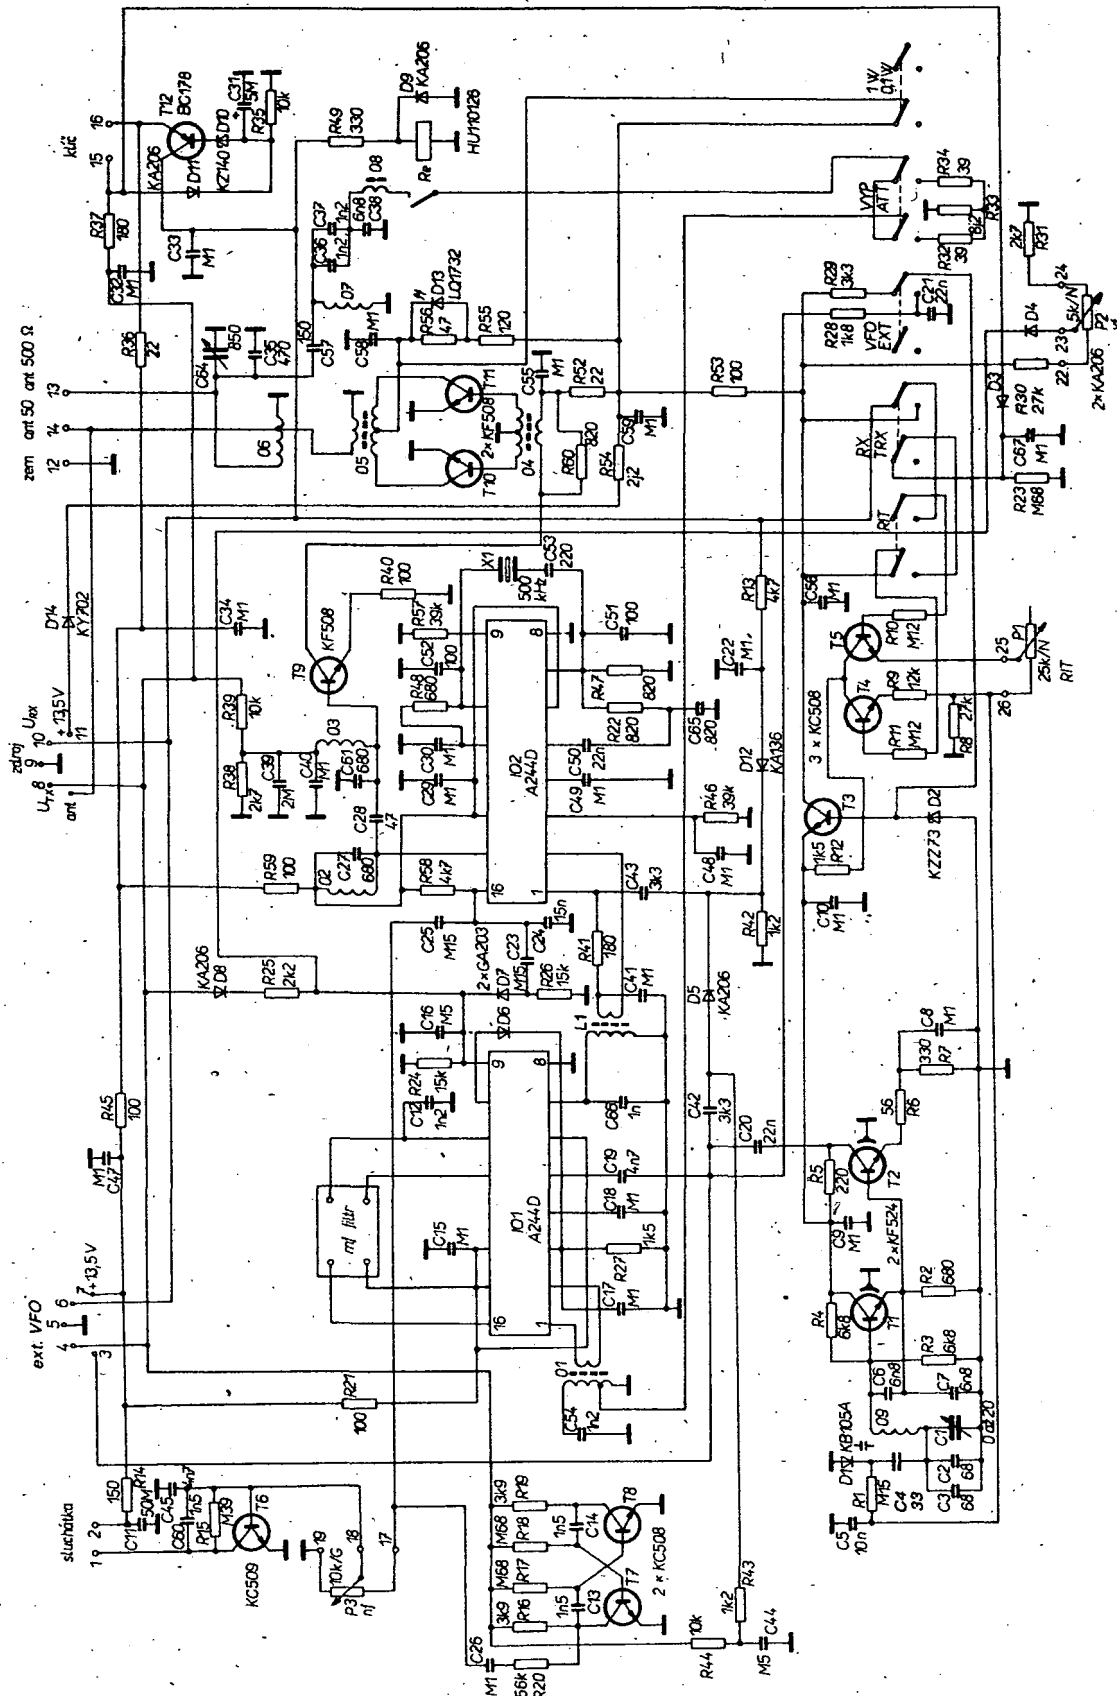 zem ant 50 ant 500 Ω
klíč
12
14
13
15
16
T12
BC178
KA206
D11
D10
KZ140
C31
5M
R35
10k
R37
180
C32
M1
C33
M1
R36
22
C64
850
C35
470
C57
150
C36
1n2
C37
1n2
6n8
C38
O8
O7
R49
330
D9
KA206
Re
HU110126
O6
O5
C58
M1
R56
47
D13
LQ1732
R55
120
T11
T10
2×KF508
O4
C55
M1
R52
22
R60
820
R54
2j2
C59
M1
R53
100
1W
0,1W
VYP
ATT
R34
39
R33
8j2
R32
39
R31
2k7
R29
3k3
R28
1k8
VFO
EXT
C21
22n
D4
D3
24
23
22
5k/N
P2
2×KA206
R30
27k
C67
M1
R23
M68
RX
TRX
RIT
zdroj
U RX
U TX
8
9
10
11
+13,5V
ant
D14
KY702
C34
M1
R39
10k
R38
2k7
C39
2M
C40
M1
O3
C61
680
C28
47
T9
KF508
R40
100
R59
100
O2
C27
680
R58
4k7
C29
M1
C30
M1
R48
680
C52
100
R57
39k
X1
500
kHz
C53
220
C51
100
9
8
IO2
A244D
16
1
R47
820
R22
820
C65
820
C50
22n
C49
M1
R46
39k
C48
M1
C22
M1
R13
4k7
D12
KA136
R42
1k2
C43
3k3
R41
180
C41
M1
L1
D5
KA206
KA206
D8
R25
2k2
C25
M15
C23
M15
C24
15n
2×GA203
D7
D6
R26
15k
C16
M5
R24
15k
C12
1n2
9
8
IO1
A244D
16
1
C66
1n
C42
3k3
C20
22n
C19
4n7
C18
M1
R27
1k5
C17
M1
C15
M1
mf filtr
R45
100
M1
C47
+13,5V
ext. VFO
7
6
5
4
3
R21
100
O1
C54
1n2
C56
M1
T5
T4
3 × KC508
R10
M12
R9
12k
R11
M12
R8
27k
25
26
P1
25k/N
RIT
T3
1k5
R12
KZZ73
D2
C10
M1
C8
M1
330
R7
56
R6
R5
220
T2
C9
M1
2×KF524
R4
6k8
T1
R2
680
R3
6k8
C6
6n8
C7
6n8
O9
C1
0 až 20
C2
68
C3
68
C4
33
D1
KB105A
R1
M15
C5
10n
sluchátka
1
2
150
R14
C11
50M
C45
4n7
C60
1n5
R15
M39
T6
KC509
19
18
17
10k/G
P3
nf
3k9
R19
M68
R18
M68
R17
3k9
R16
1n5
C14
1n5
C13
T8
T7
2 × KC508
C26
M1
R20
10k
R44
1k2
R43
M5
C44